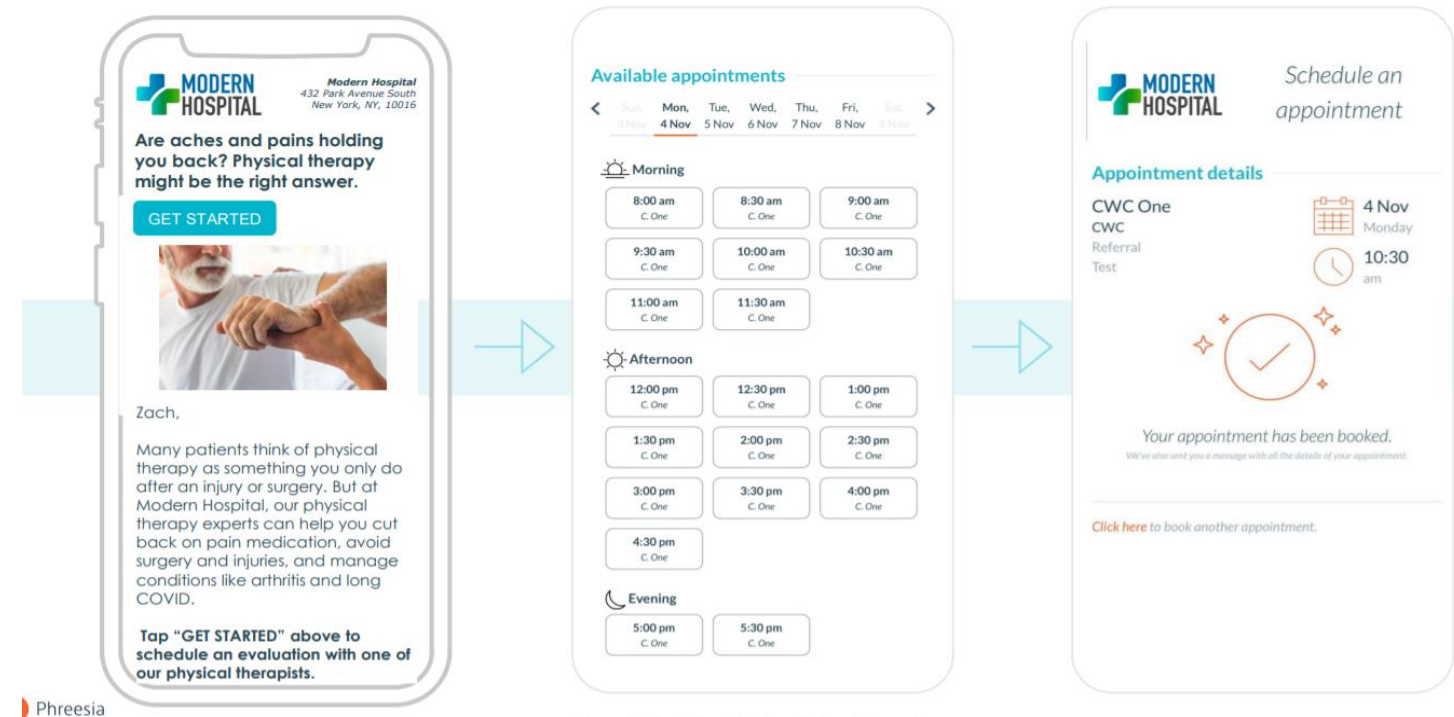 MODERN
HOSPITAL
Modern Hospital
432 Park Avenue South
New York, NY, 10016
Are aches and pains holding
you back? Physical therapy
might be the right answer.
GET STARTED
Zach,
Many patients think of physical
therapy as something you only do
after an injury or surgery. But at
Modern Hospital, our physical
therapy experts can help you cut
back on pain medication, avoid
surgery and injuries, and manage
conditions like arthritis and long
COVID.
Tap “GET STARTED” above to
schedule an evaluation with one of
our physical therapists.
Phreesia
Available appointments
Sun, Mon, Tue, Wed, Thu, Fri, Sat,
3 Nov 4 Nov 5 Nov 6 Nov 7 Nov 8 Nov 9 Nov
Morning
8:00 am 8:30 am 9:00 am
C. One C. One C. One
9:30 am 10:00 am 10:30 am
C. One C. One C. One
11:00 am 11:30 am
C. One C. One
Afternoon
12:00 pm 12:30 pm 1:00 pm
C. One C. One C. One
1:30 pm 2:00 pm 2:30 pm
C. One C. One C. One
3:00 pm 3:30 pm 4:00 pm
C. One C. One C. One
4:30 pm
C. One
Evening
5:00 pm 5:30 pm
C. One C. One
MODERN
HOSPITAL
Schedule an
appointment
Appointment details
CWC One
CWC
Referral
Test
4 Nov
Monday
10:30
am
Your appointment has been booked.
We've also sent you a message with all the details of your appointment.
Click here to book another appointment.